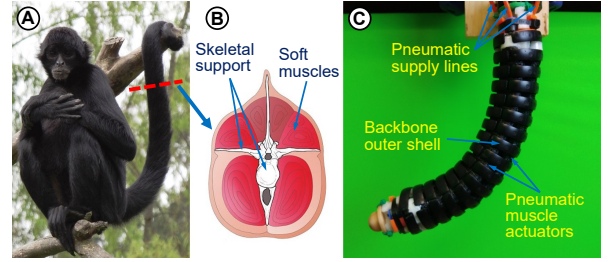 A
B
C
Skeletal
support
Soft
muscles
Pneumatic
supply lines
Backbone
outer shell
Pneumatic
muscle
actuators